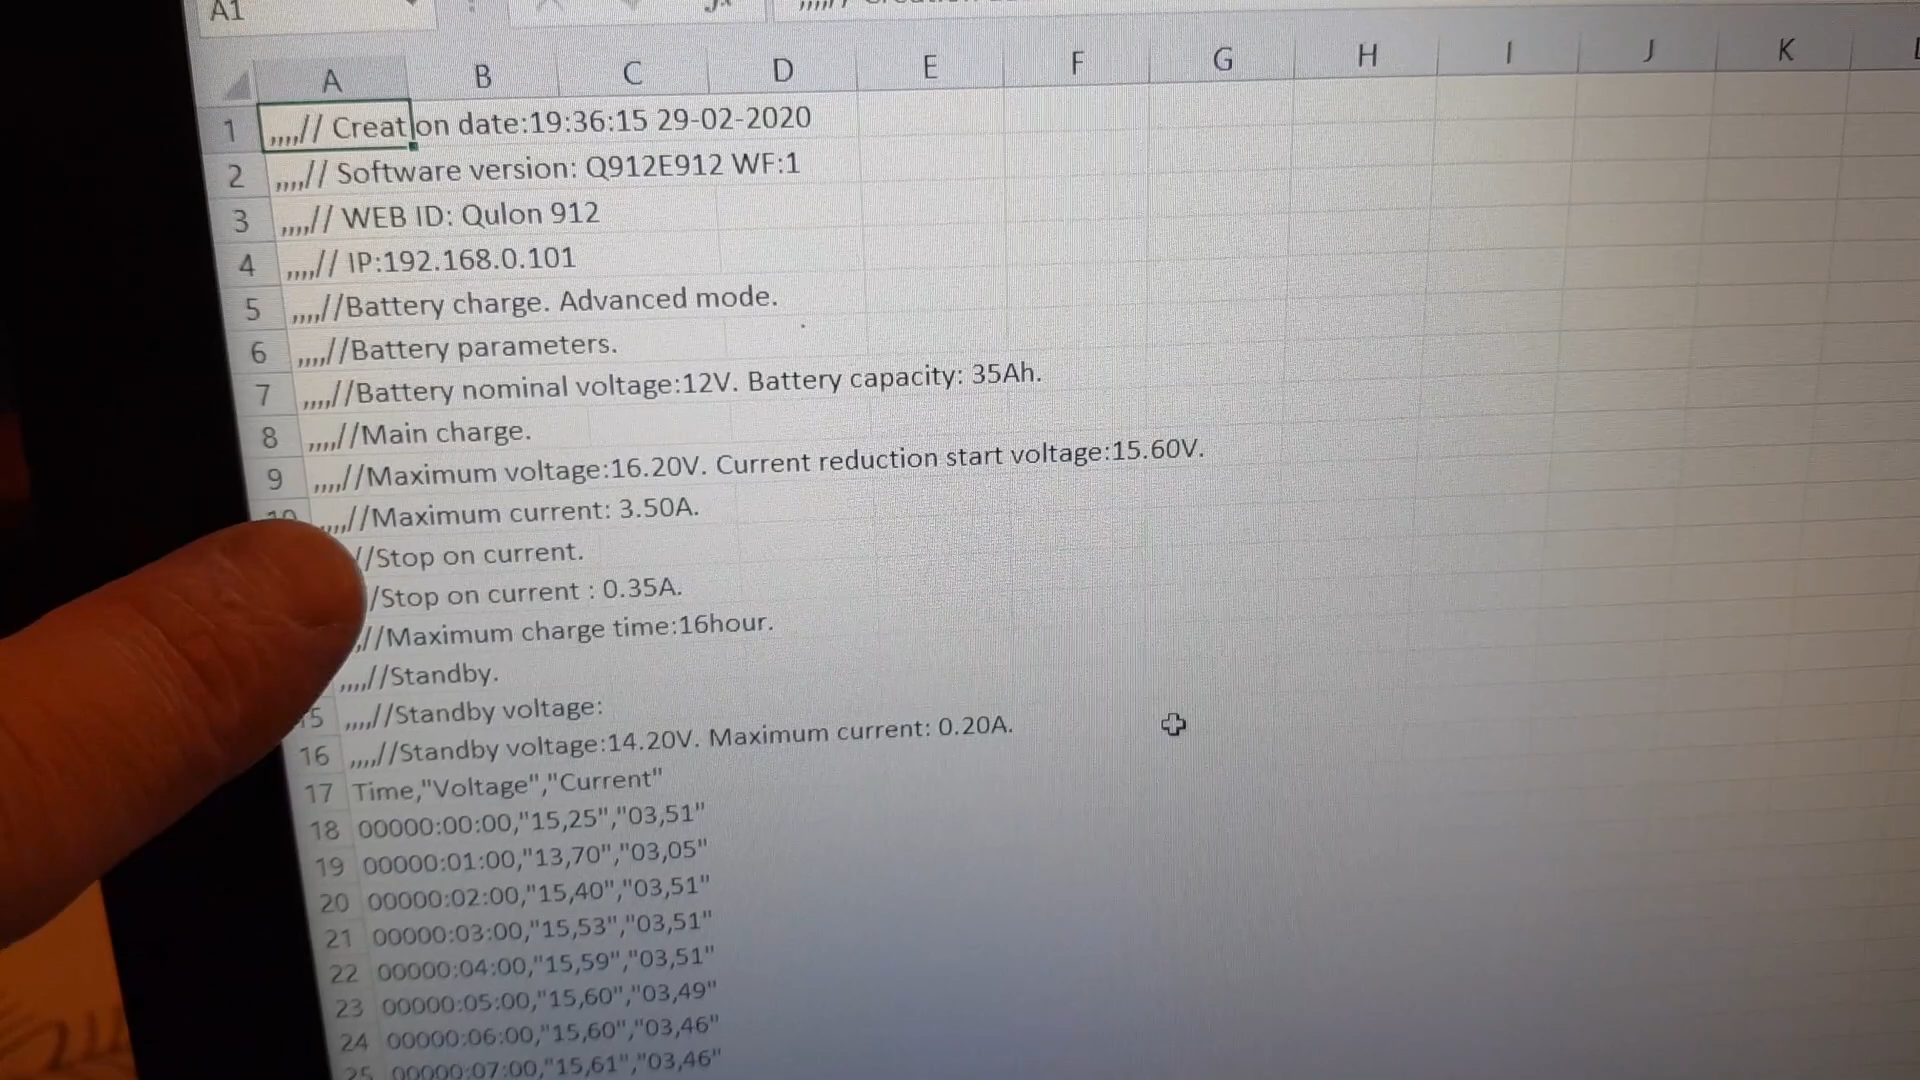 A1
A B C D E F G H I J K
1 ,,,,// Creation date:19:36:15 29-02-2020
2 ,,,,// Software version: Q912E912 WF:1
3 ,,,,// WEB ID: Qulon 912
4 ,,,,// IP:192.168.0.101
5 ,,,,//Battery charge. Advanced mode.
6 ,,,,//Battery parameters.
7 ,,,,//Battery nominal voltage:12V. Battery capacity: 35Ah.
8 ,,,,//Main charge.
9 ,,,,//Maximum voltage:16.20V. Current reduction start voltage:15.60V.
10 ,,,,//Maximum current: 3.50A.
//Stop on current.
/Stop on current : 0.35A.
,//Maximum charge time:16hour.
,,,,//Standby.
15 ,,,,//Standby voltage:
16 ,,,,//Standby voltage:14.20V. Maximum current: 0.20A.
17 Time,"Voltage","Current"
18 00000:00:00,"15,25","03,51"
19 00000:01:00,"13,70","03,05"
20 00000:02:00,"15,40","03,51"
21 00000:03:00,"15,53","03,51"
22 00000:04:00,"15,59","03,51"
23 00000:05:00,"15,60","03,49"
24 00000:06:00,"15,60","03,46"
25 00000:07:00,"15,61","03,46"